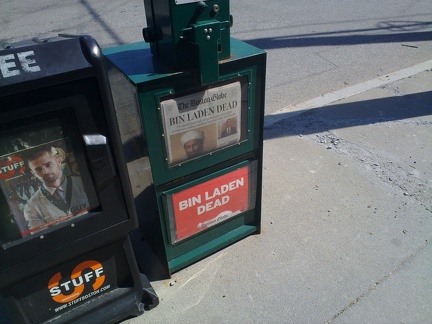 EE
STUFF
STUFF
WWW.STUFFBOSTON.COM
The Boston Globe
BIN LADEN DEAD
BIN LADEN
DEAD